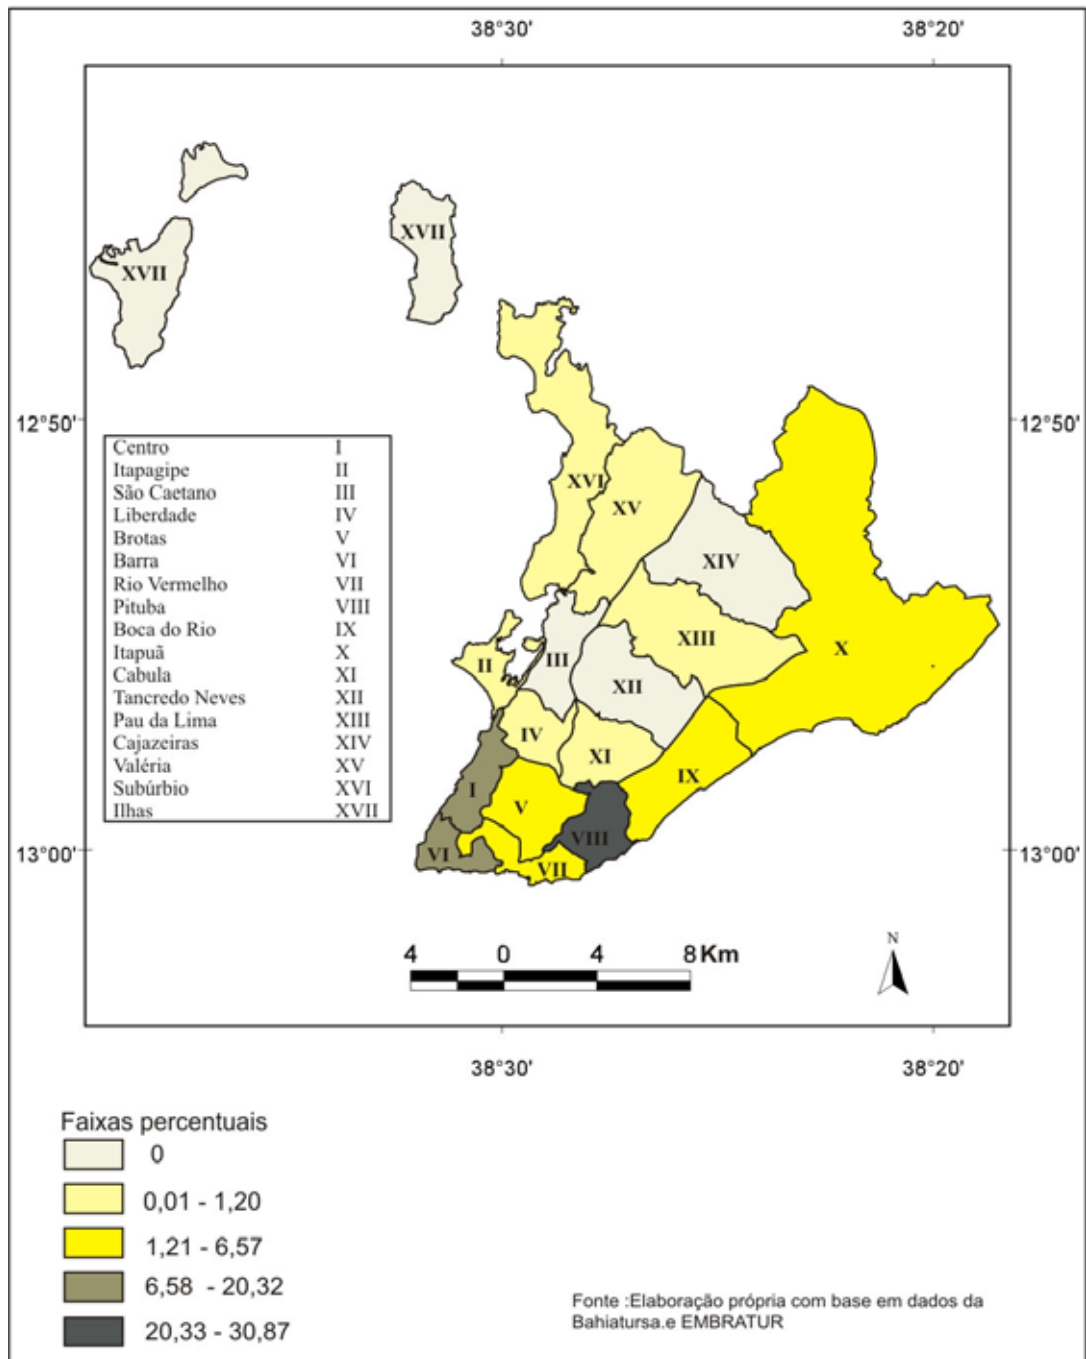 38°30'
38°20'
XVII
XVII
12°50'
12°50'
Centro I
Itapagipe II
São Caetano III
Liberdade IV
Brotas V
Barra VI
Rio Vermelho VII
Pituba VIII
Boca do Rio IX
Itapuã X
Cabula XI
Tancredo Neves XII
Pau da Lima XIII
Cajazeiras XIV
Valéria XV
Subúrbio XVI
Ilhas XVII
XVI
XV
XIV
XIII
X
II
III
XII
IV
XI
IX
I
V
VIII
VI
VII
13°00'
13°00'
4 0 4 8 Km
N
38°30'
38°20'
Faixas percentuais
0
0,01 - 1,20
1,21 - 6,57
6,58 - 20,32
20,33 - 30,87
Fonte :Elaboração própria com base em dados da
Bahiatursa.e EMBRATUR